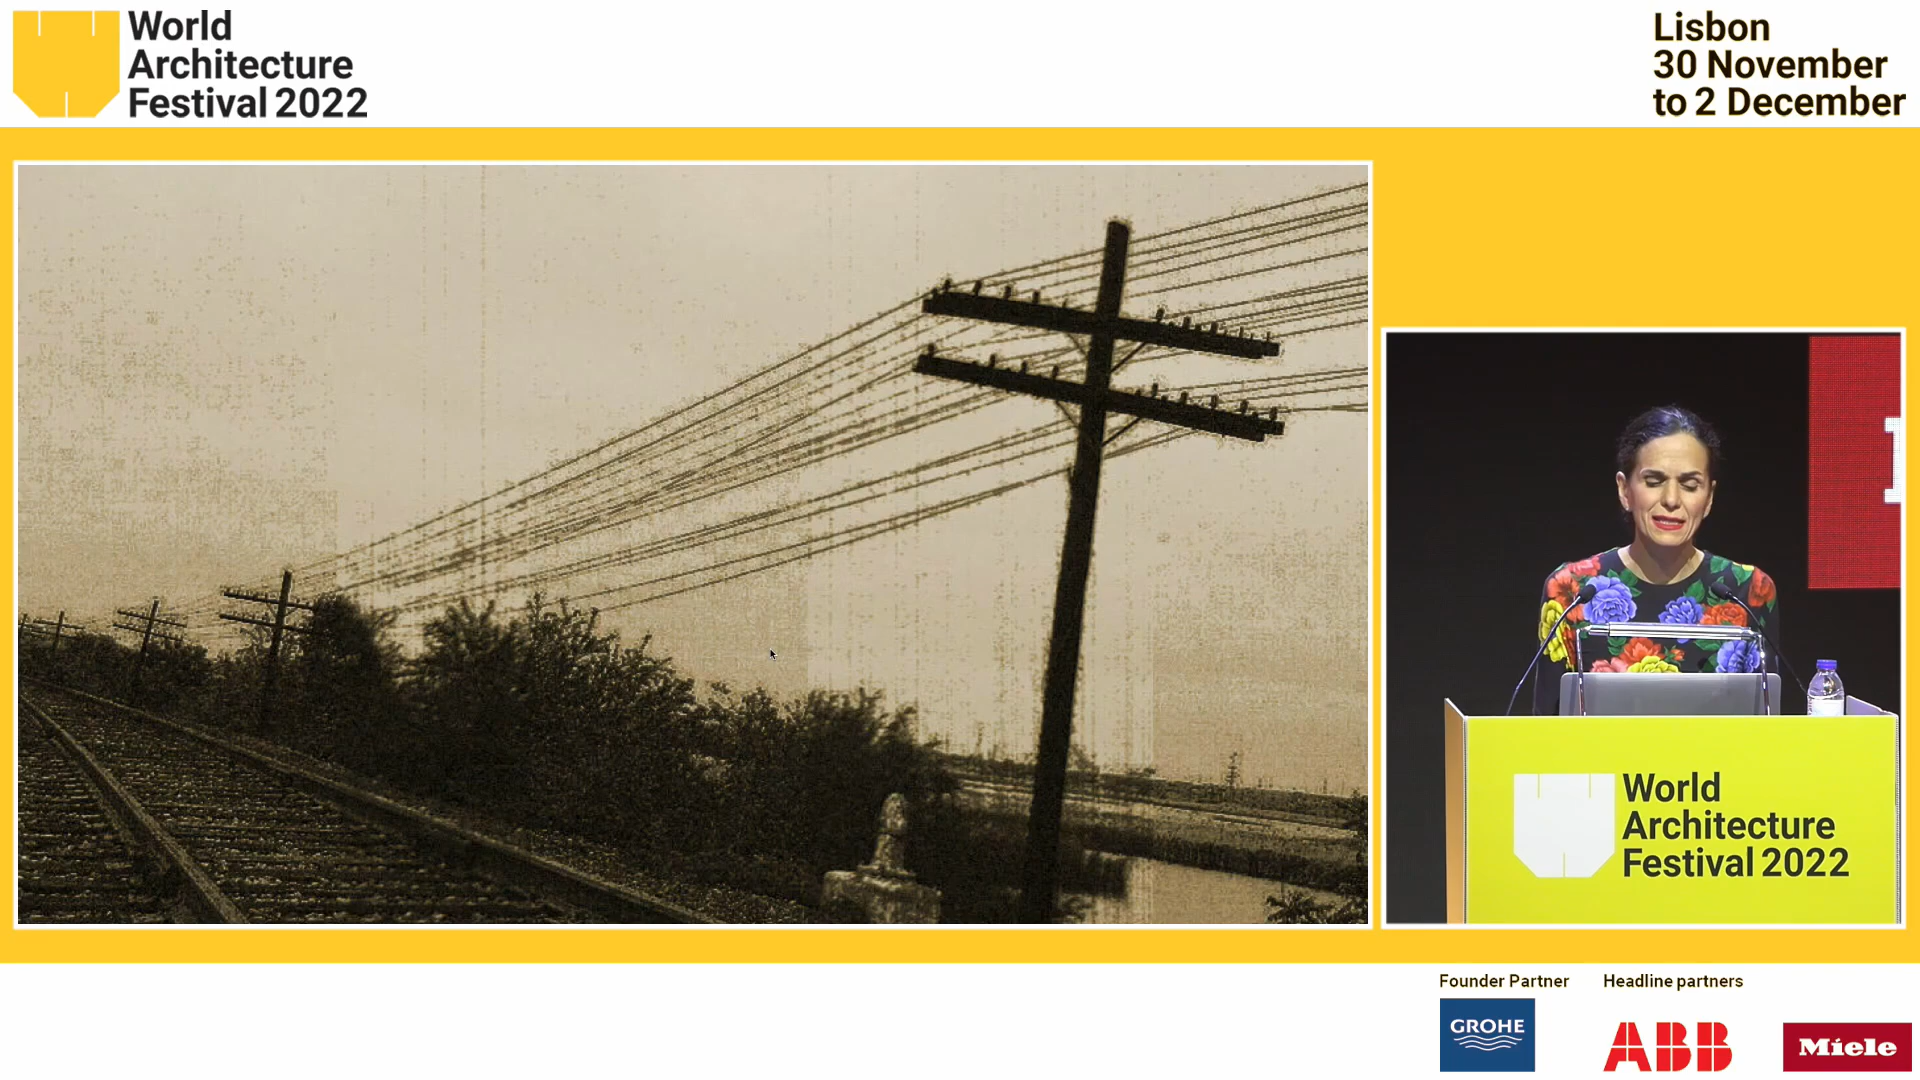 World
Architecture
Festival 2022
Lisbon
30 November
to 2 December
World
Architecture
Festival 2022
Founder Partner
Headline partners
GROHE
ABB
Miele